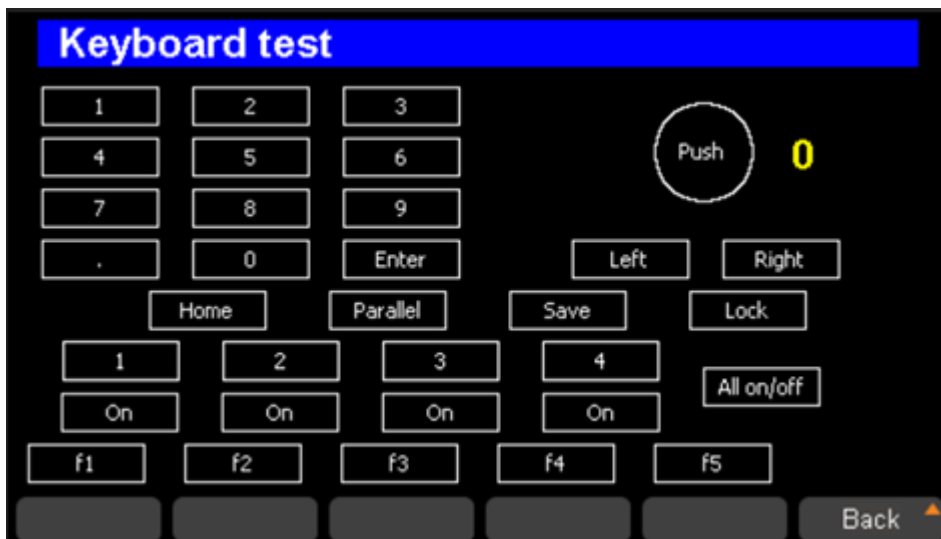 Keyboard test
1 2 3
4 5 6 Push 0
7 8 9
. 0 Enter Left Right
Home Parallel Save Lock
1 2 3 4
All on/off
On On On On
f1 f2 f3 f4 f5
Back